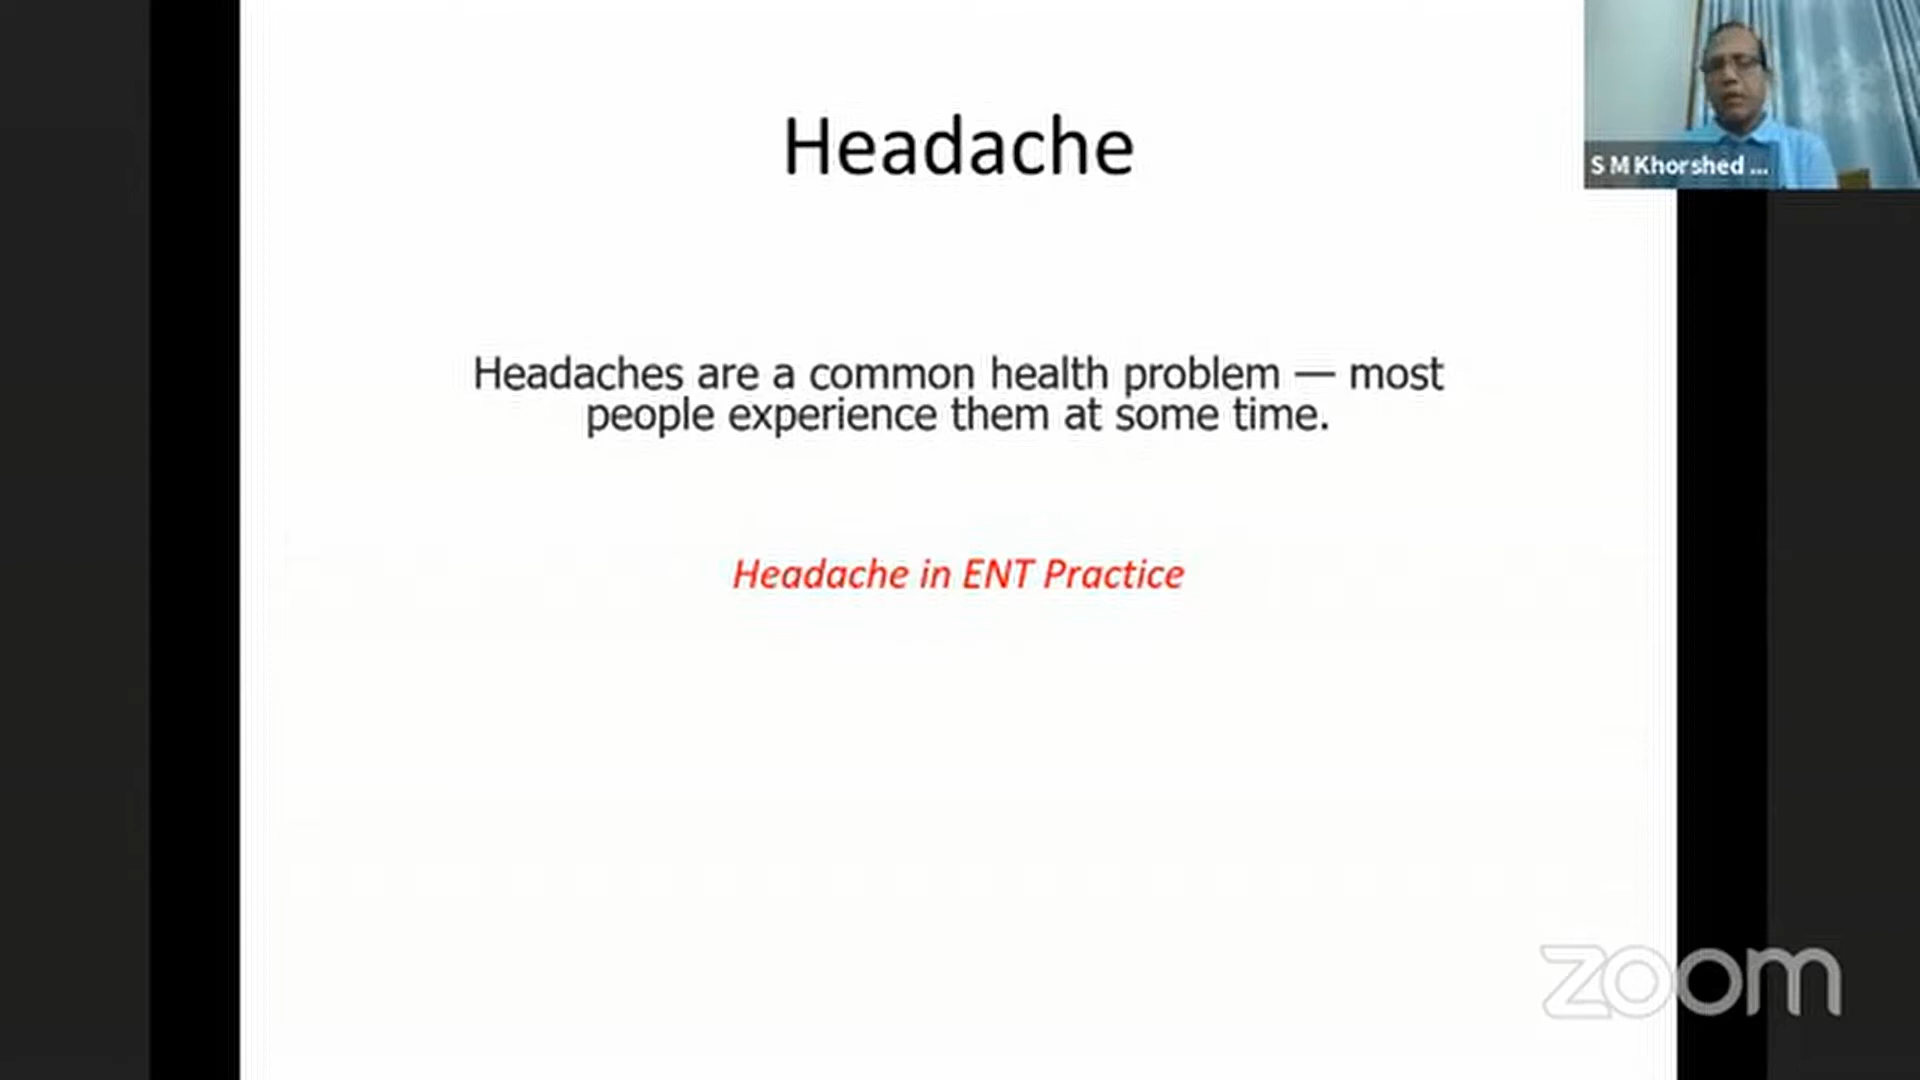 Headache
S M Khorshed ...
Headaches are a common health problem — most
people experience them at some time.
Headache in ENT Practice
zoom